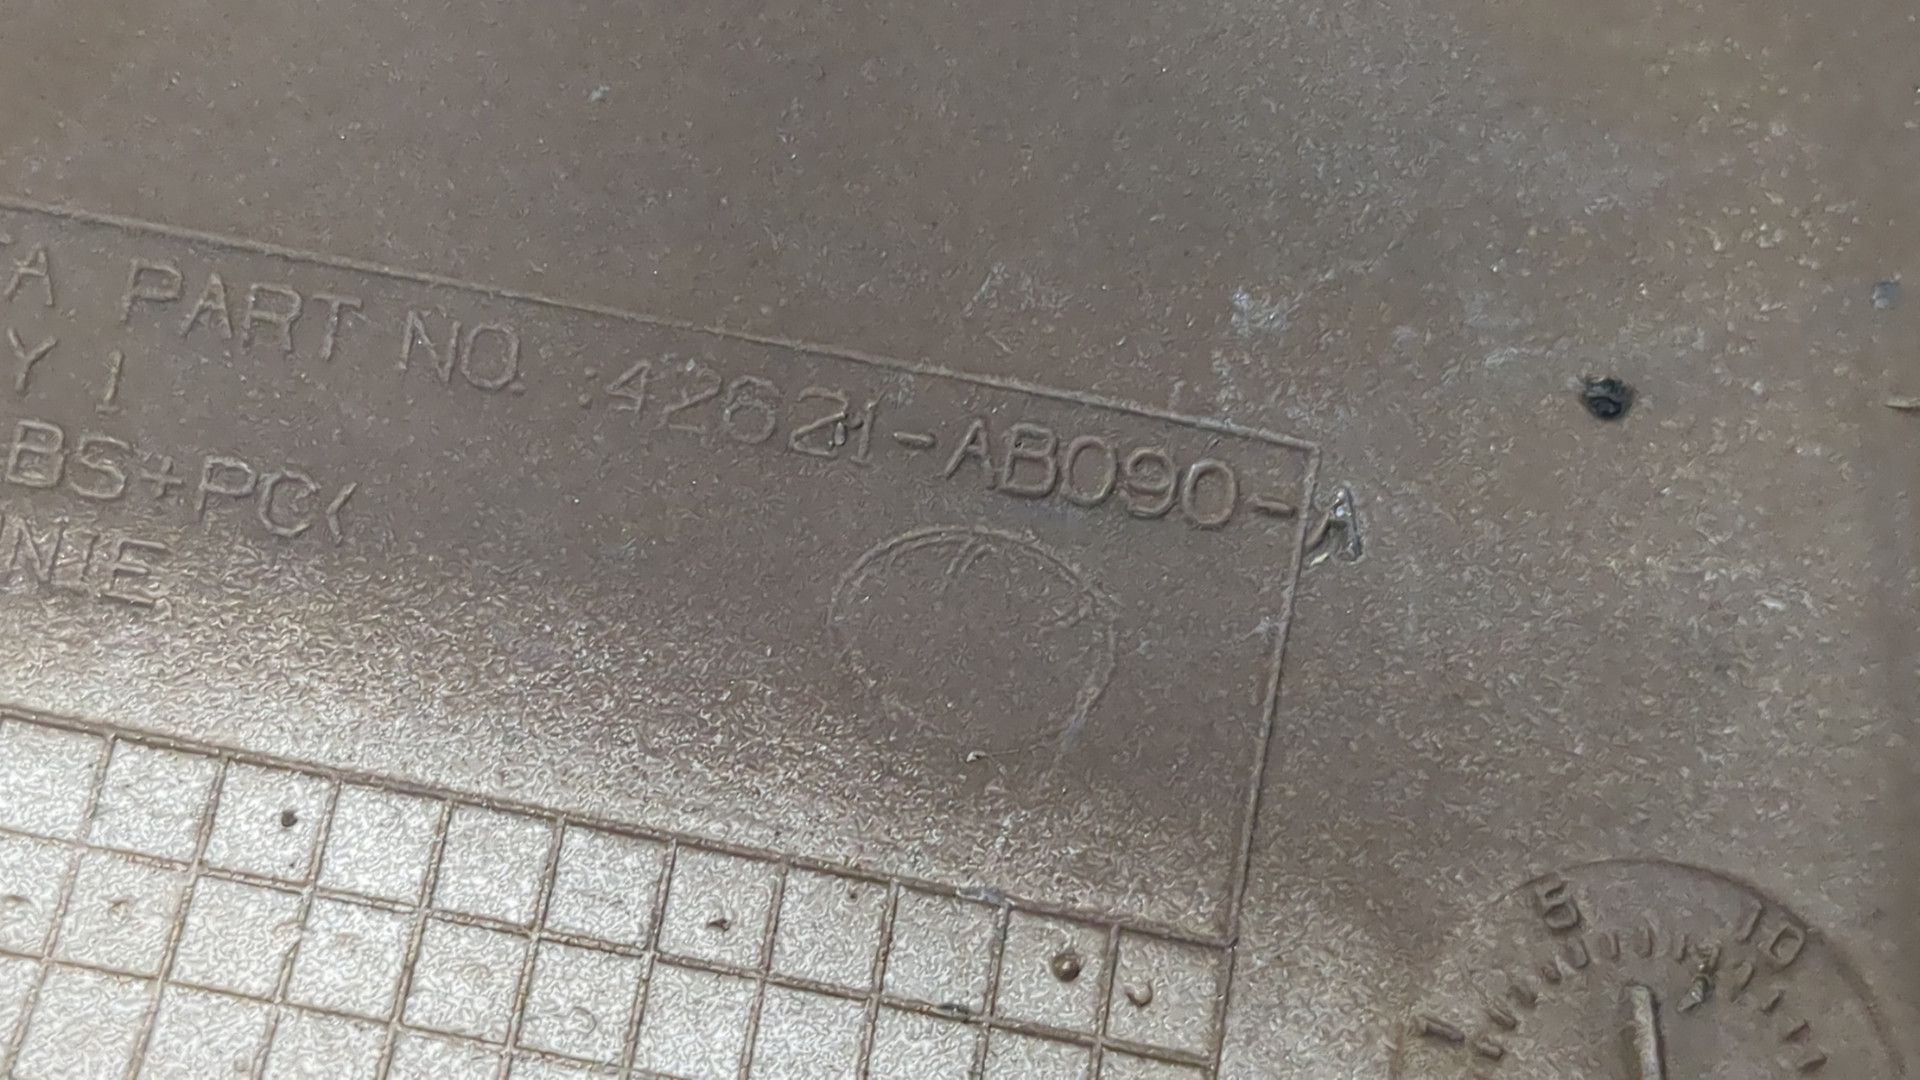 A PART NO. :42621-AB090-A
Y 1
BS+PC<
NIE
5 10